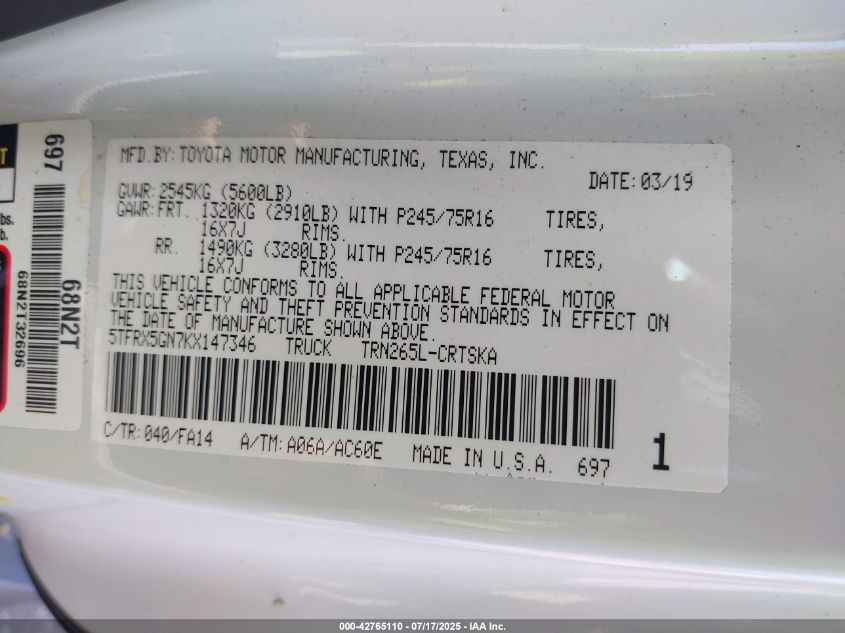 MFD.BY:TOYOTA MOTOR MANUFACTURING, TEXAS, INC.
DATE:03/19
GVWR:2545KG (5600LB)
GAWR:FRT. 1320KG (2910LB) WITH P245/75R16 TIRES,
16X7J RIMS.
RR. 1490KG (3280LB) WITH P245/75R16 TIRES,
16X7J RIMS.
THIS VEHICLE CONFORMS TO ALL APPLICABLE FEDERAL MOTOR
VEHICLE SAFETY AND THEFT PREVENTION STANDARDS IN EFFECT ON
THE DATE OF MANUFACTURE SHOWN ABOVE.
5TFRX5GN7KX147346 TRUCK TRN265L-CRTSKA
C/TR:040/FA14 A/TM:A06A/AC60E MADE IN U.S.A. 697 1
697
68N2T
68N2132696
lbs.
b.
T
000-42765110 - 07/17/2025 - IAA Inc.